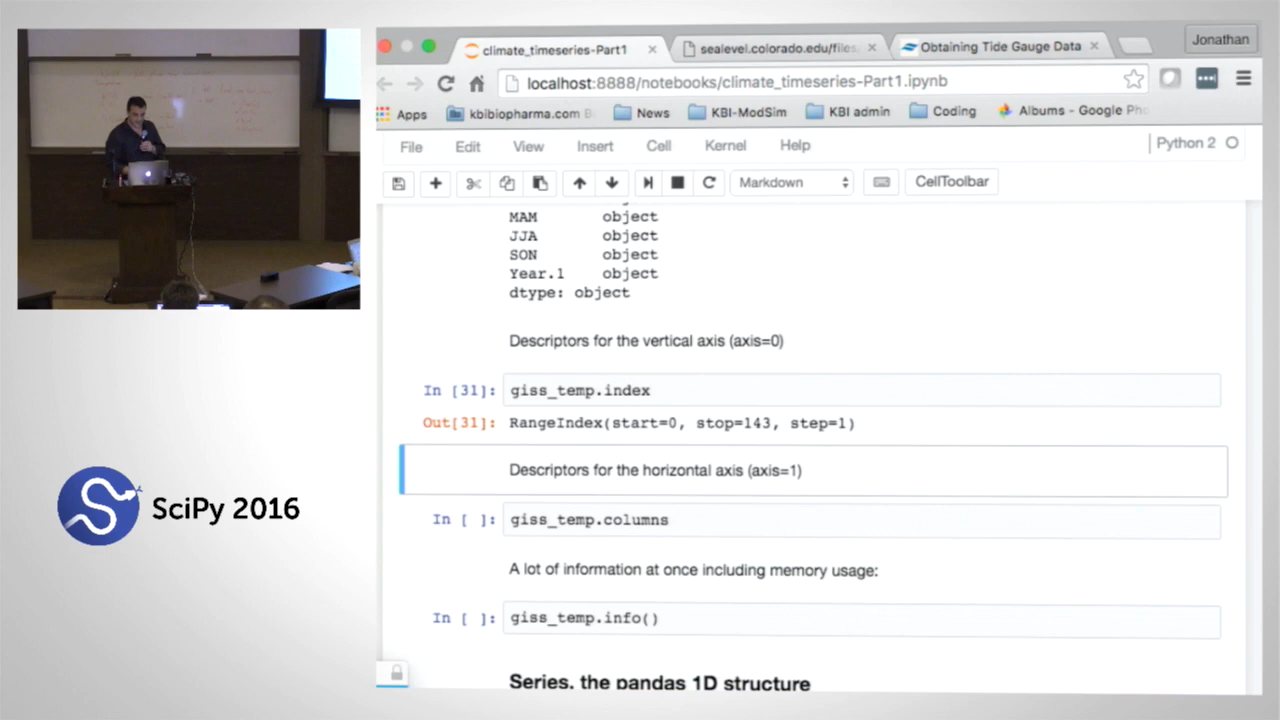 climate_timeseries-Part1
sealevel.colorado.edu/files
Obtaining Tide Gauge Data
Jonathan
localhost:8888/notebooks/climate_timeseries-Part1.ipynb
Apps
kbibiopharma.com
News
KBI-ModSim
KBI admin
Coding
Albums - Google Pho
File Edit View Insert Cell Kernel Help
Python 2
Markdown
CellToolbar
MAM object
JJA object
SON object
Year.1 object
dtype: object
Descriptors for the vertical axis (axis=0)
In [31]: giss_temp.index
Out[31]: RangeIndex(start=0, stop=143, step=1)
Descriptors for the horizontal axis (axis=1)
In [ ]: giss_temp.columns
A lot of information at once including memory usage:
In [ ]: giss_temp.info()
Series, the pandas 1D structure
SciPy 2016